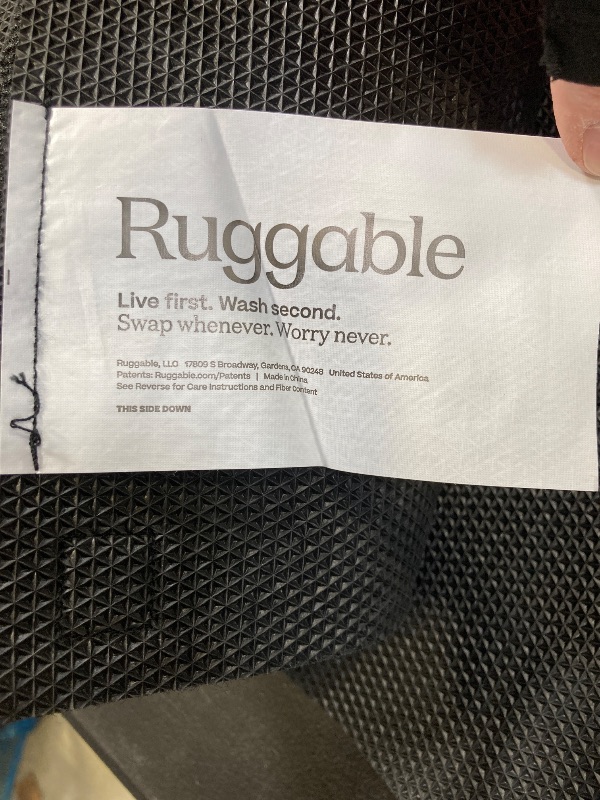 Ruggable
Live first. Wash second.
Swap whenever. Worry never.
Ruggable, LLC 17809 S Broadway, Gardena, CA 90248 United States of America
Patents: Ruggable.com/Patents | Made in China
See Reverse for Care Instructions and Fiber Content
THIS SIDE DOWN